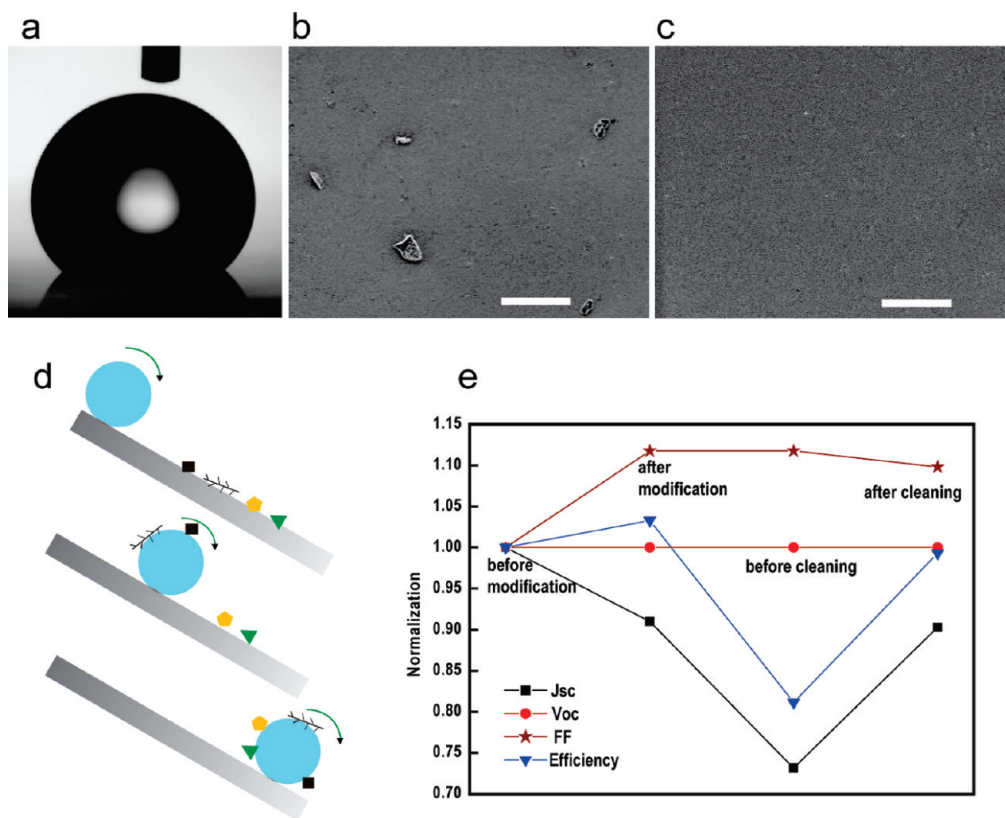 a
b
c
d
e
1.15
1.10
1.05
1.00
0.95
0.90
0.85
0.80
0.75
0.70
Normalization
before
modification
after
modification
before cleaning
after cleaning
Jsc
Voc
FF
Efficiency